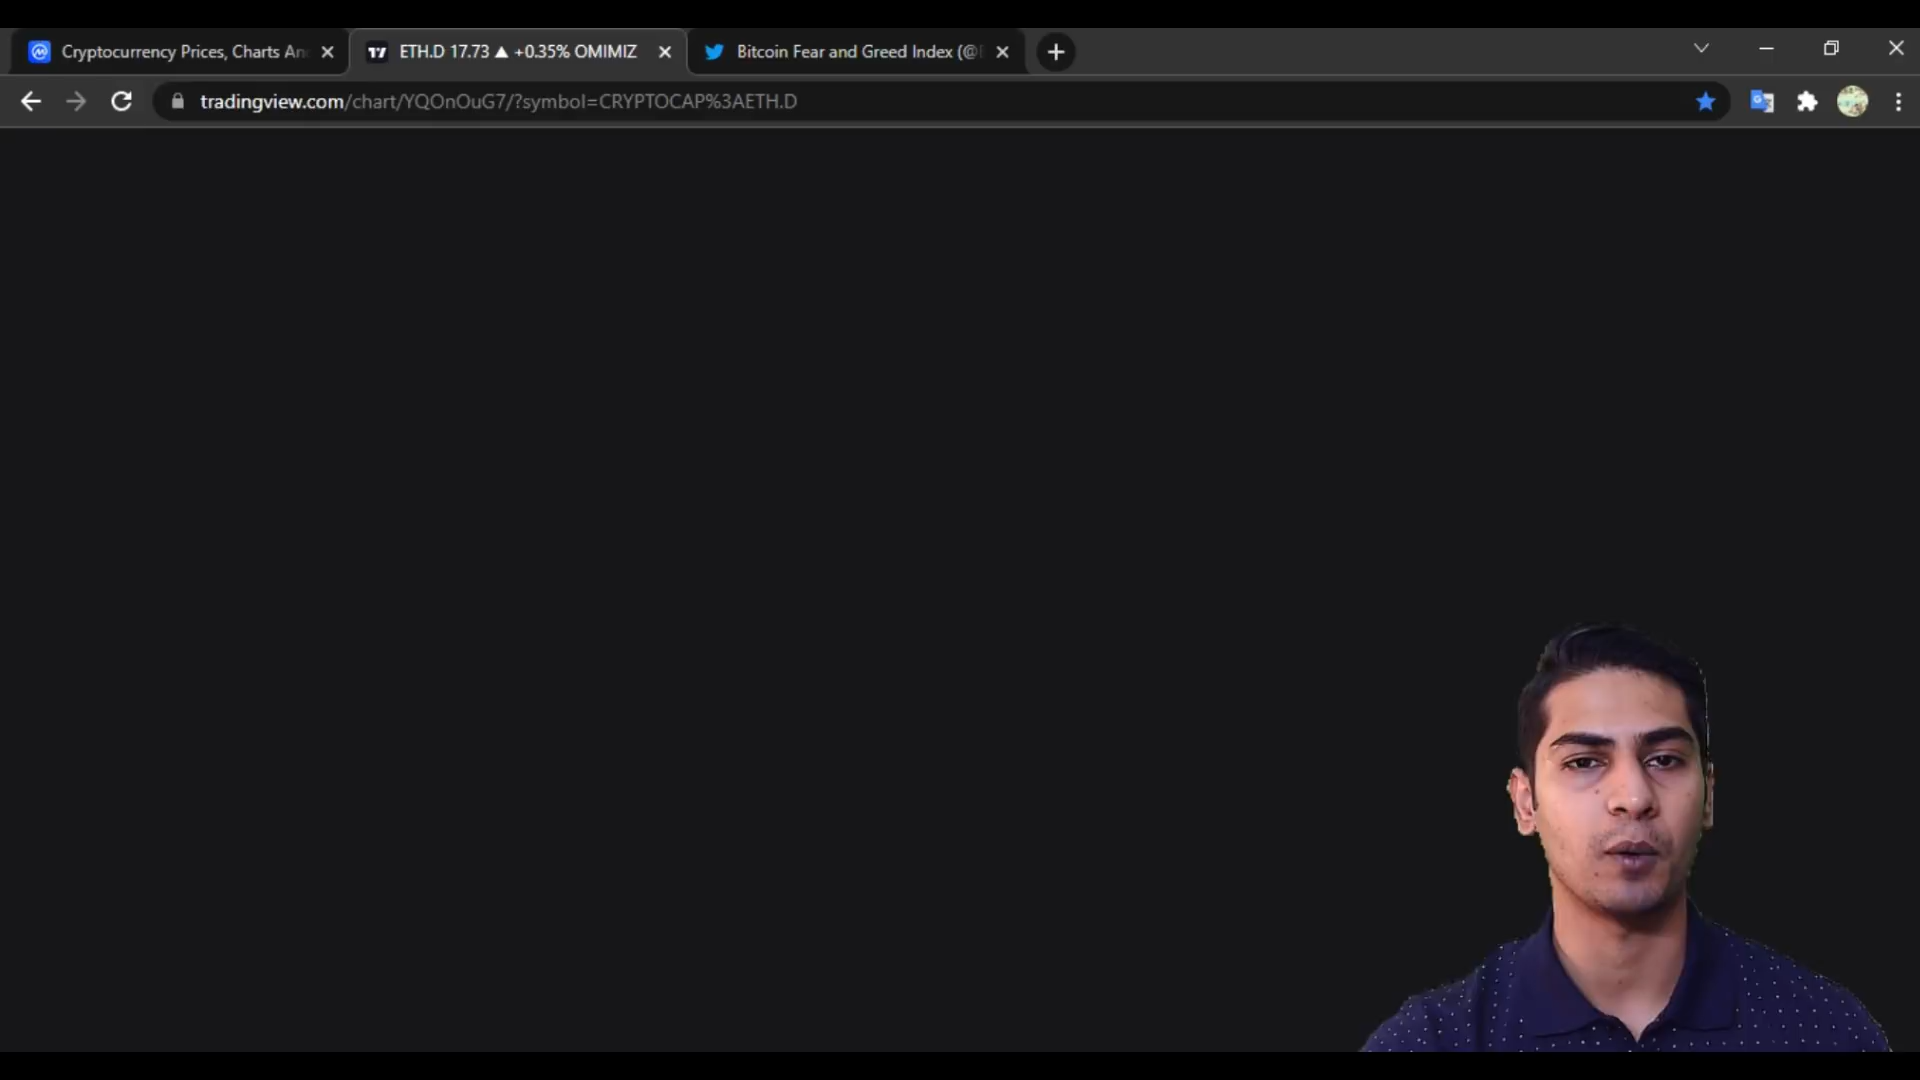 Cryptocurrency Prices, Charts An
ETH.D 17.73 ▲ +0.35% OMIMIZ
Bitcoin Fear and Greed Index (@
tradingview.com/chart/YQOnOuG7/?symbol=CRYPTOCAP%3AETH.D